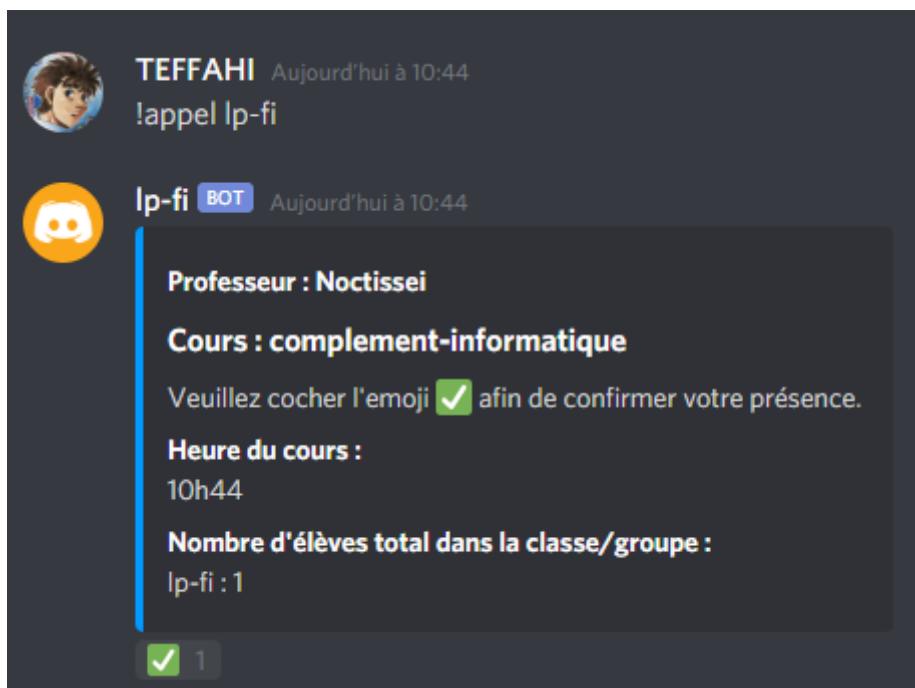 TEFFAHI Aujourd'hui à 10:44
!appel lp-fi
lp-fi BOT Aujourd'hui à 10:44
Professeur : Noctissei
Cours : complement-informatique
Veuillez cocher l'emoji ✅ afin de confirmer votre présence.
Heure du cours :
10h44
Nombre d'élèves total dans la classe/groupe :
lp-fi : 1
✅ 1